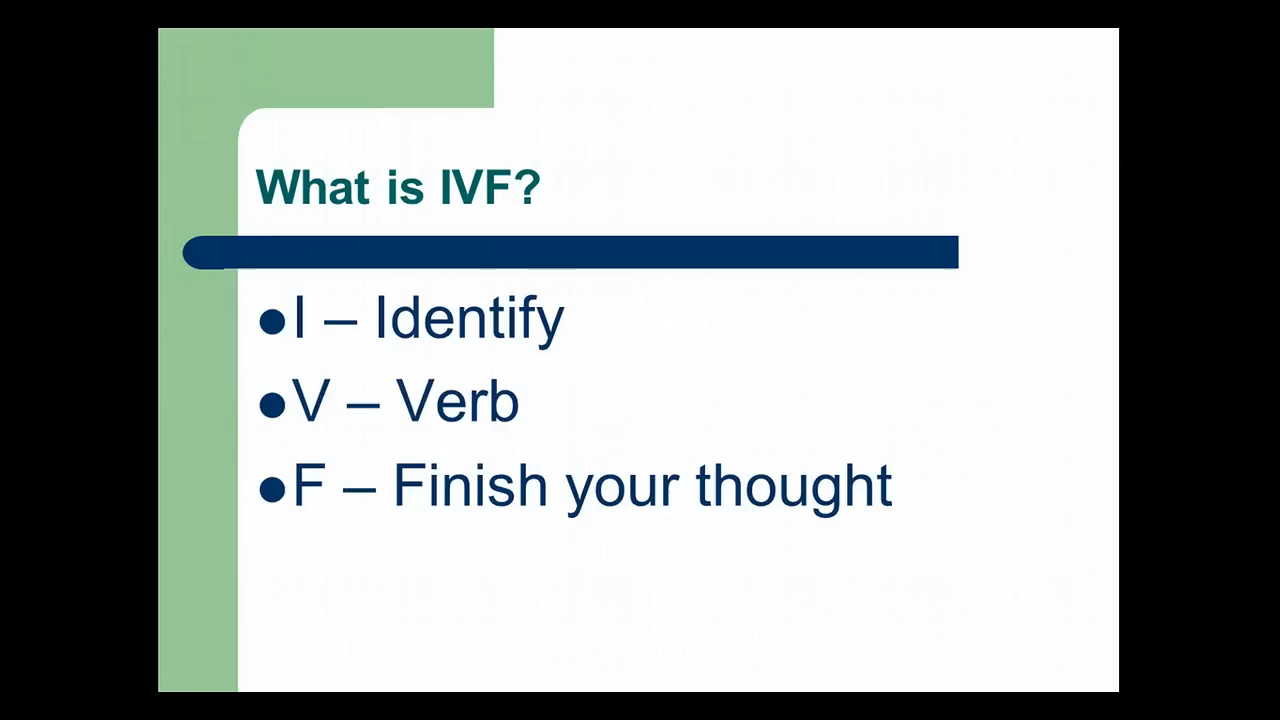 What is IVF?
●I – Identify
●V – Verb
●F – Finish your thought